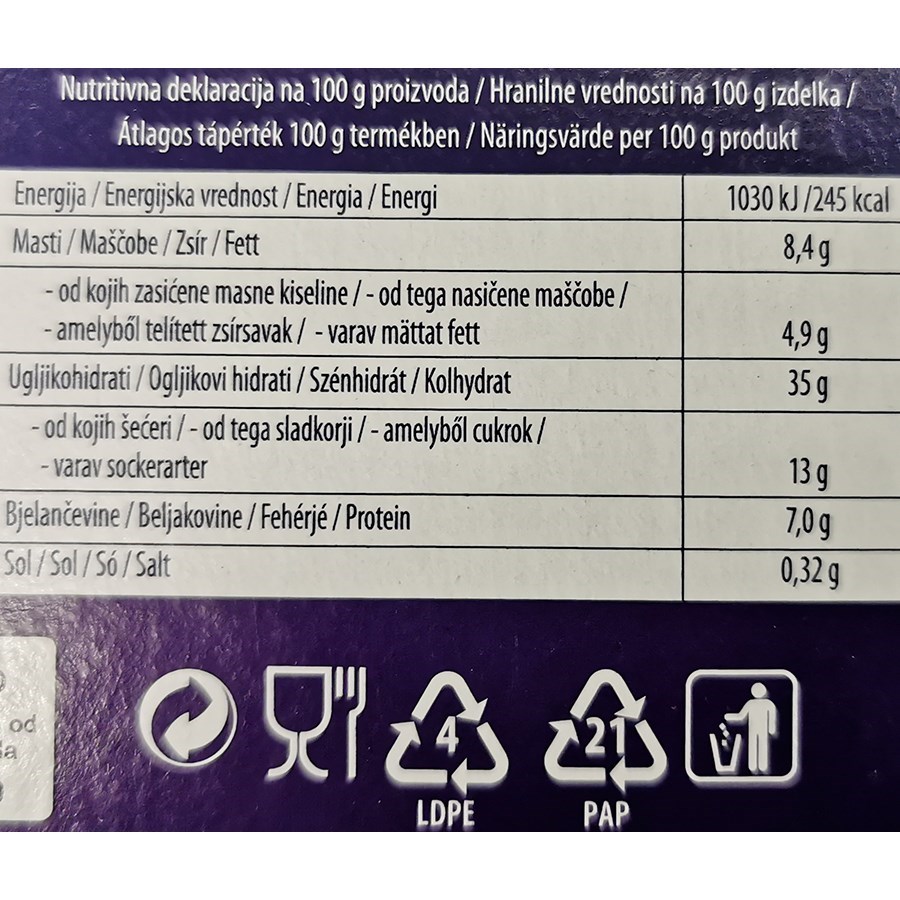 Nutritivna deklaracija na 100 g proizvoda / Hranilne vrednosti na 100 g izdelka /
Átlagos tápérték 100 g termékben / Näringsvärde per 100 g produkt
Energija / Energijska vrednost / Energia / Energi 1030 kJ /245 kcal
Masti / Maščobe / Zsír / Fett 8,4 g
- od kojih zasićene masne kiseline / - od tega nasičene maščobe /
- amelyből telített zsírsavak / - varav mättat fett 4,9 g
Ugljikohidrati / Ogljikovi hidrati / Szénhidrát / Kolhydrat 35 g
- od kojih šećeri / - od tega sladkorji / - amelyből cukrok /
- varav sockerarter 13 g
Bjelančevine / Beljakovine / Fehérjé / Protein 7,0 g
Sol / Sol / Só / Salt 0,32 g
od
4 21
LDPE PAP